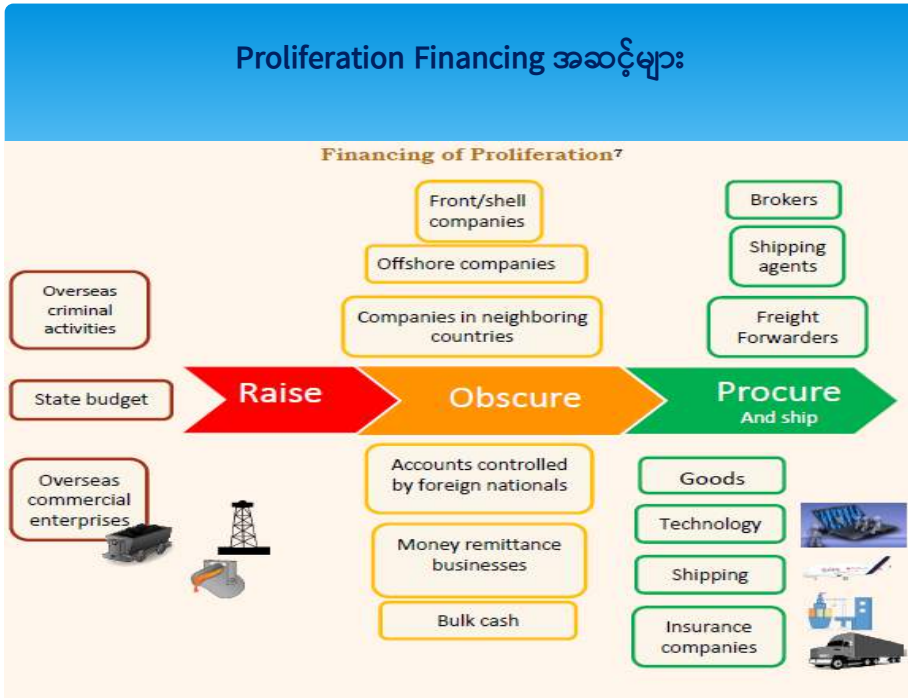 Proliferation Financing အဆင့်များ
Financing of Proliferation⁷
Overseas
criminal
activities
State budget
Overseas
commercial
enterprises
Raise
Front/shell
companies
Offshore companies
Companies in neighboring
countries
Obscure
Accounts controlled
by foreign nationals
Money remittance
businesses
Bulk cash
Brokers
Shipping
agents
Freight
Forwarders
Procure
And ship
Goods
Technology
Shipping
Insurance
companies